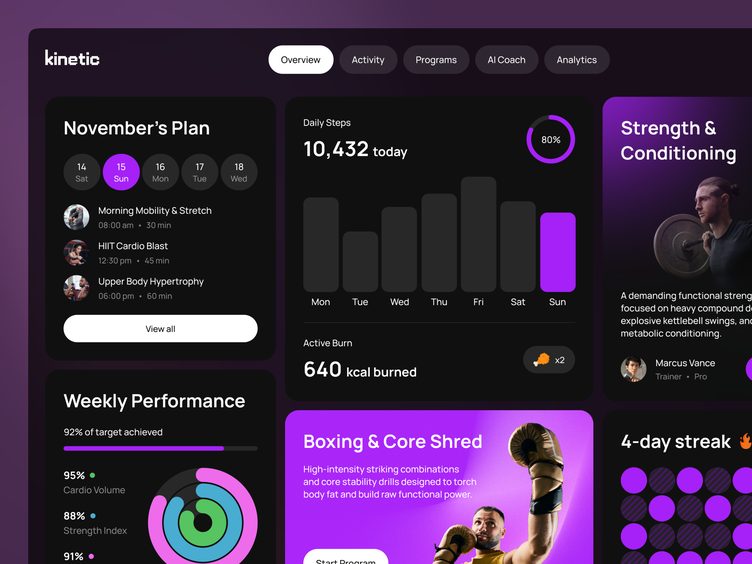 kinetic
Overview
Activity
Programs
AI Coach
Analytics
November's Plan
14
Sat
15
Sun
16
Mon
17
Tue
18
Wed
Morning Mobility & Stretch
08:00 am • 30 min
HIIT Cardio Blast
12:30 pm • 45 min
Upper Body Hypertrophy
06:00 pm • 60 min
View all
Weekly Performance
92% of target achieved
95%
Cardio Volume
88%
Strength Index
91%
Daily Steps
10,432 today
80%
Mon
Tue
Wed
Thu
Fri
Sat
Sun
Active Burn
640 kcal burned
x2
Boxing & Core Shred
High-intensity striking combinations
and core stability drills designed to torch
body fat and build raw functional power.
Start Program
Strength &
Conditioning
A demanding functional streng
focused on heavy compound d
explosive kettlebell swings, and
metabolic conditioning.
Marcus Vance
Trainer • Pro
4-day streak